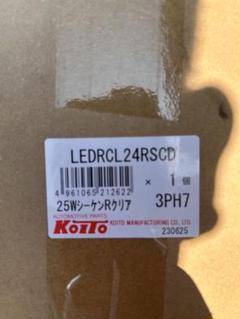 LEDRCL24RSCD
4 961065 212622 × 1 個
25WシーケンRクリア 3PH7
AUTOMOTIVE PARTS
KOITO KOITO MANUFACTURING CO., LTD.
230625